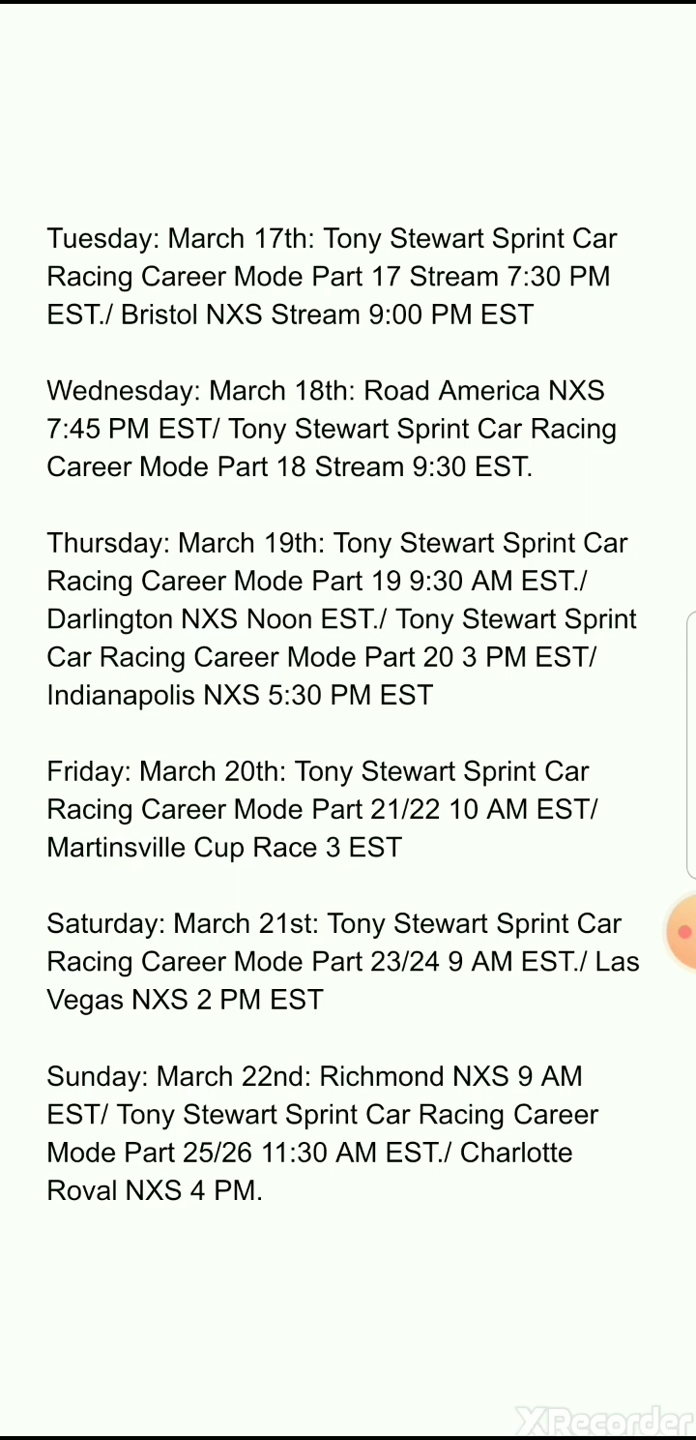 Tuesday: March 17th: Tony Stewart Sprint Car
Racing Career Mode Part 17 Stream 7:30 PM
EST./ Bristol NXS Stream 9:00 PM EST
Wednesday: March 18th: Road America NXS
7:45 PM EST/ Tony Stewart Sprint Car Racing
Career Mode Part 18 Stream 9:30 EST.
Thursday: March 19th: Tony Stewart Sprint Car
Racing Career Mode Part 19 9:30 AM EST./
Darlington NXS Noon EST./ Tony Stewart Sprint
Car Racing Career Mode Part 20 3 PM EST/
Indianapolis NXS 5:30 PM EST
Friday: March 20th: Tony Stewart Sprint Car
Racing Career Mode Part 21/22 10 AM EST/
Martinsville Cup Race 3 EST
Saturday: March 21st: Tony Stewart Sprint Car
Racing Career Mode Part 23/24 9 AM EST./ Las
Vegas NXS 2 PM EST
Sunday: March 22nd: Richmond NXS 9 AM
EST/ Tony Stewart Sprint Car Racing Career
Mode Part 25/26 11:30 AM EST./ Charlotte
Roval NXS 4 PM.
XRecorder